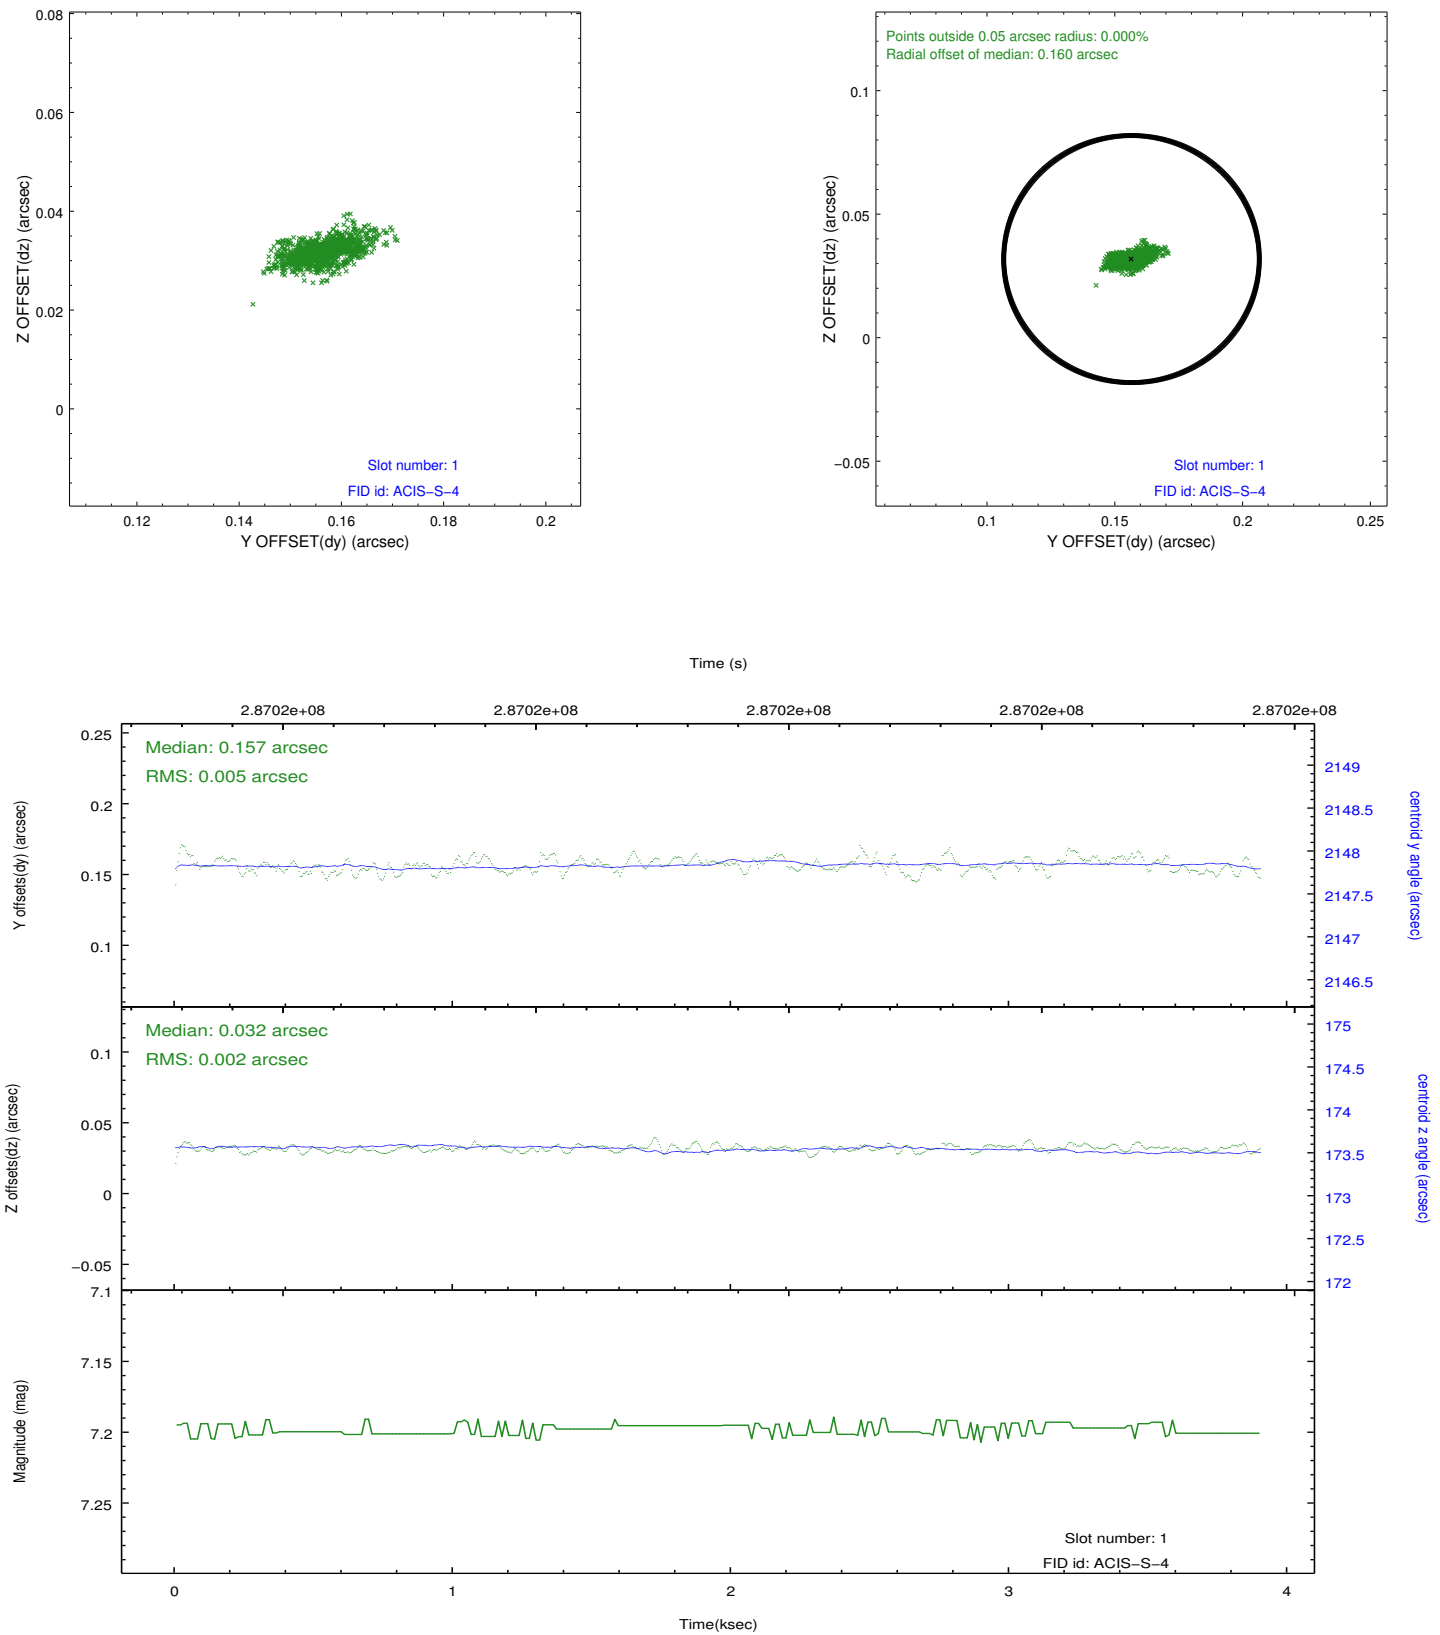 0.08
0.06
0.04
0.02
0
Z OFFSET(dz) (arcsec)
Slot number: 1
FID id: ACIS−S−4
0.12
0.14
0.16
0.18
0.2
Y OFFSET(dy) (arcsec)
Points outside 0.05 arcsec radius: 0.000%
Radial offset of median: 0.160 arcsec
0.1
0.05
0
−0.05
Z OFFSET(dz) (arcsec)
Slot number: 1
FID id: ACIS−S−4
0.1
0.15
0.2
0.25
Y OFFSET(dy) (arcsec)
Time (s)
2.8702e+08
2.8702e+08
2.8702e+08
2.8702e+08
2.8702e+08
Median: 0.157 arcsec
RMS: 0.005 arcsec
0.25
0.2
0.15
0.1
Y offsets(dy) (arcsec)
2149
2148.5
2148
2147.5
2147
2146.5
centroid y angle (arcsec)
Median: 0.032 arcsec
RMS: 0.002 arcsec
0.1
0.05
0
−0.05
Z offsets(dz) (arcsec)
175
174.5
174
173.5
173
172.5
172
centroid z angle (arcsec)
7.1
7.15
7.2
7.25
Magnitude (mag)
Slot number: 1
FID id: ACIS−S−4
0
1
2
3
4
Time(ksec)